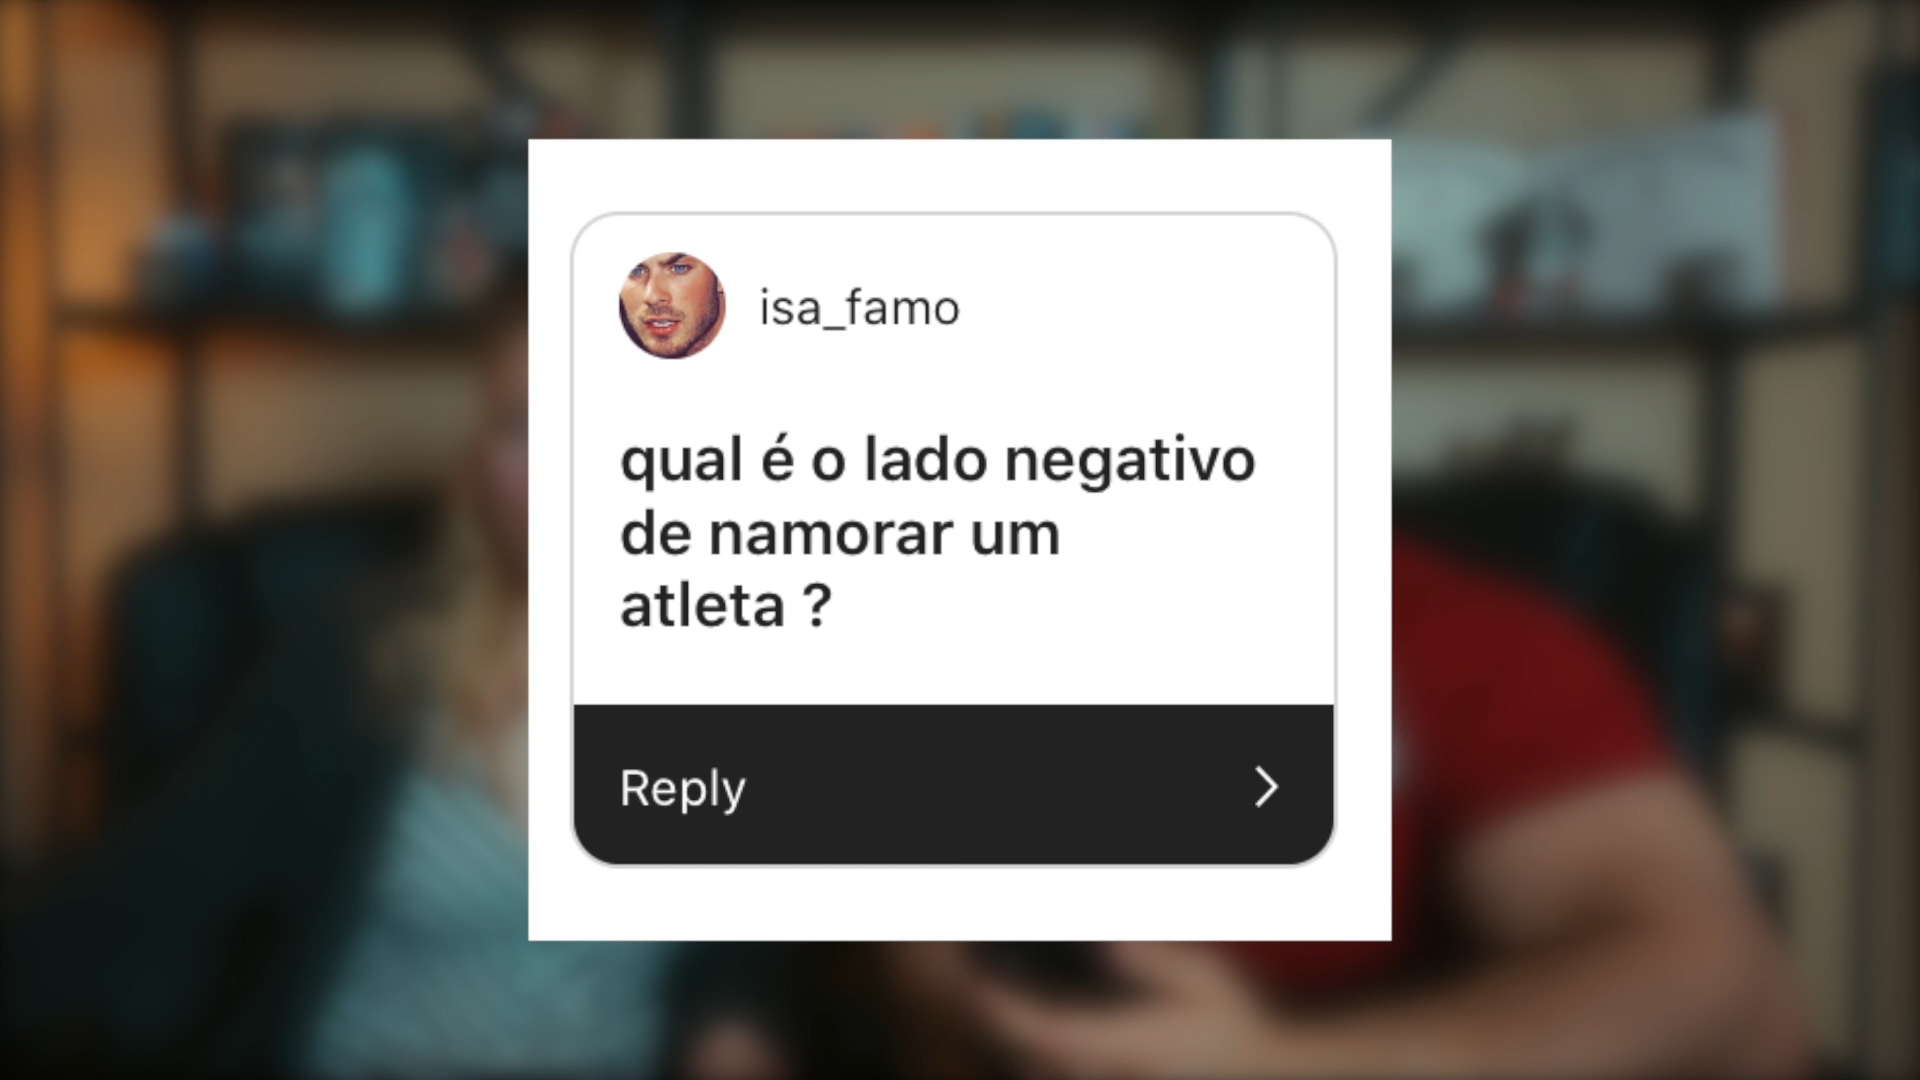 isa_famo
qual é o lado negativo
de namorar um
atleta ?
Reply